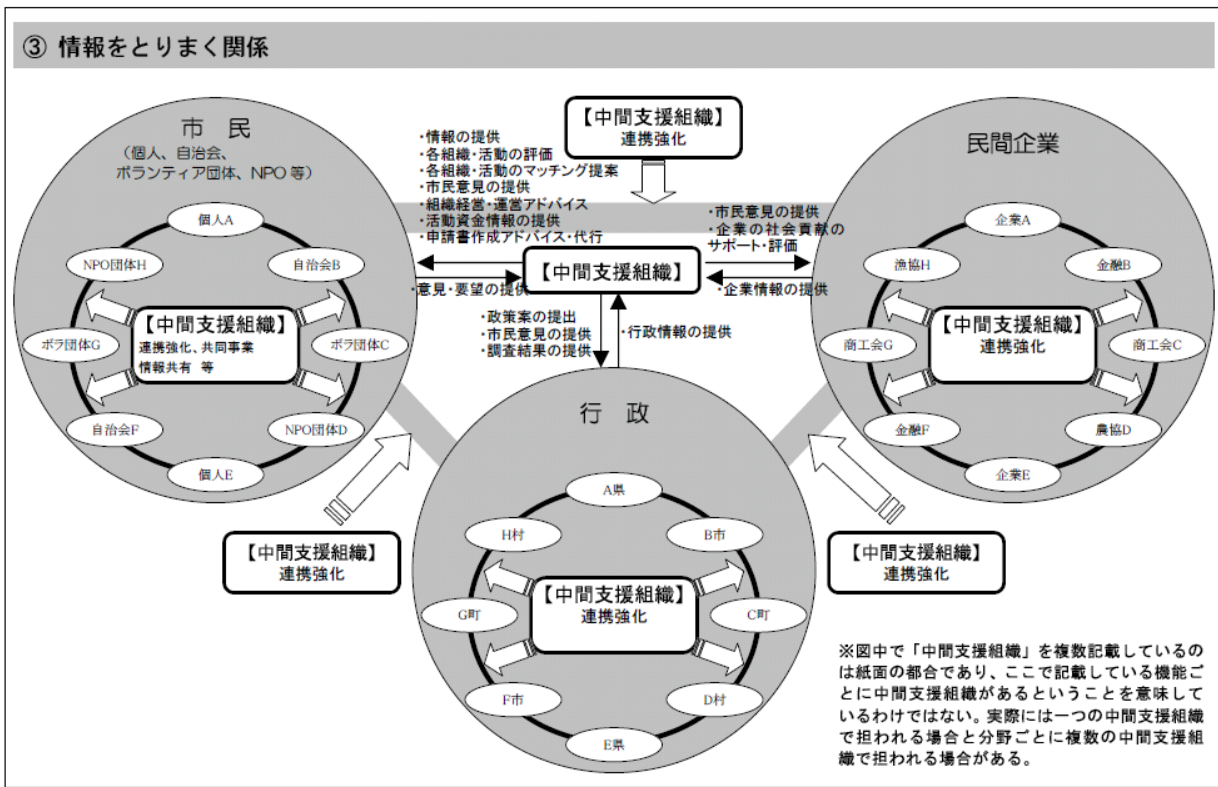 ③ 情報をとりまく関係
市　民
（個人、自治会、
ボランティア団体、NPO 等）
個人A
NPO団体H
自治会B
【中間支援組織】
連携強化、共同事業
情報共有 等
ボラ団体G
ボラ団体C
自治会F
NPO団体D
個人E
・情報の提供
・各組織・活動の評価
・各組織・活動のマッチング提案
・市民意見の提供
・組織経営・運営アドバイス
・活動資金情報の提供
・申請書作成アドバイス・代行
【中間支援組織】
連携強化
・市民意見の提供
・企業の社会貢献の
サポート・評価
【中間支援組織】
・意見・要望の提供
・企業情報の提供
・政策案の提出
・市民意見の提供
・調査結果の提供
・行政情報の提供
民間企業
企業A
漁協H
金融B
【中間支援組織】
連携強化
商工会G
商工会C
金融F
農協D
企業E
行　政
A県
H村
B市
【中間支援組織】
連携強化
G町
C町
F市
D村
E県
【中間支援組織】
連携強化
【中間支援組織】
連携強化
※図中で「中間支援組織」を複数記載しているの
は紙面の都合であり、ここで記載している機能ご
とに中間支援組織があるということを意味して
いるわけではない。実際には一つの中間支援組織
で担われる場合と分野ごとに複数の中間支援組
織で担われる場合がある。